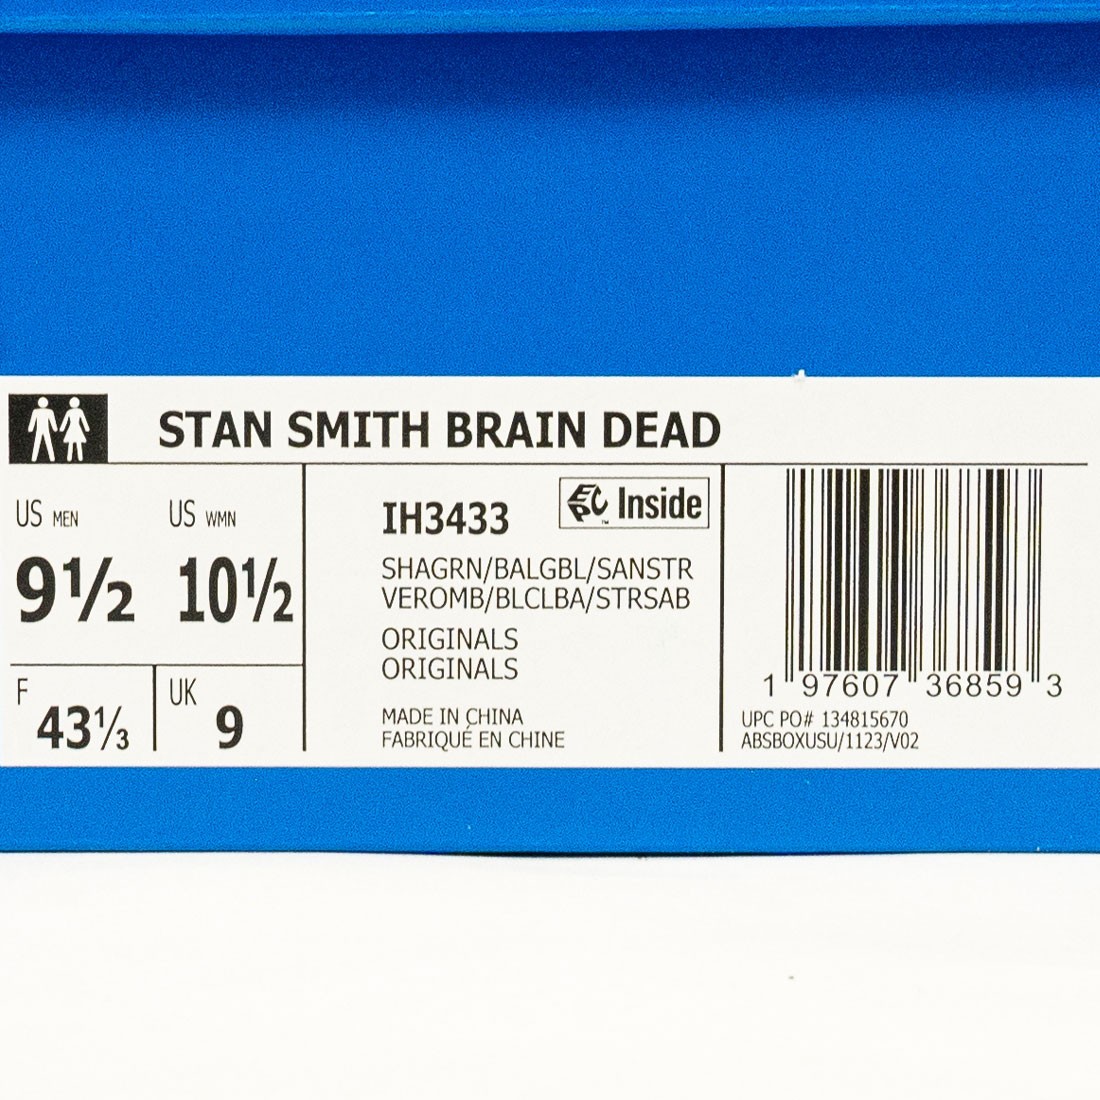 STAN SMITH BRAIN DEAD
US MEN
9½
US WMN
10½
F
43⅓
UK
9
IH3433
EPC™ Inside
SHAGRN/BALGBL/SANSTR
VEROMB/BLCLBA/STRSAB
ORIGINALS
ORIGINALS
MADE IN CHINA
FABRIQUÉ EN CHINE
1 97607 36859 3
UPC PO# 134815670
ABSBOXUSU/1123/V02